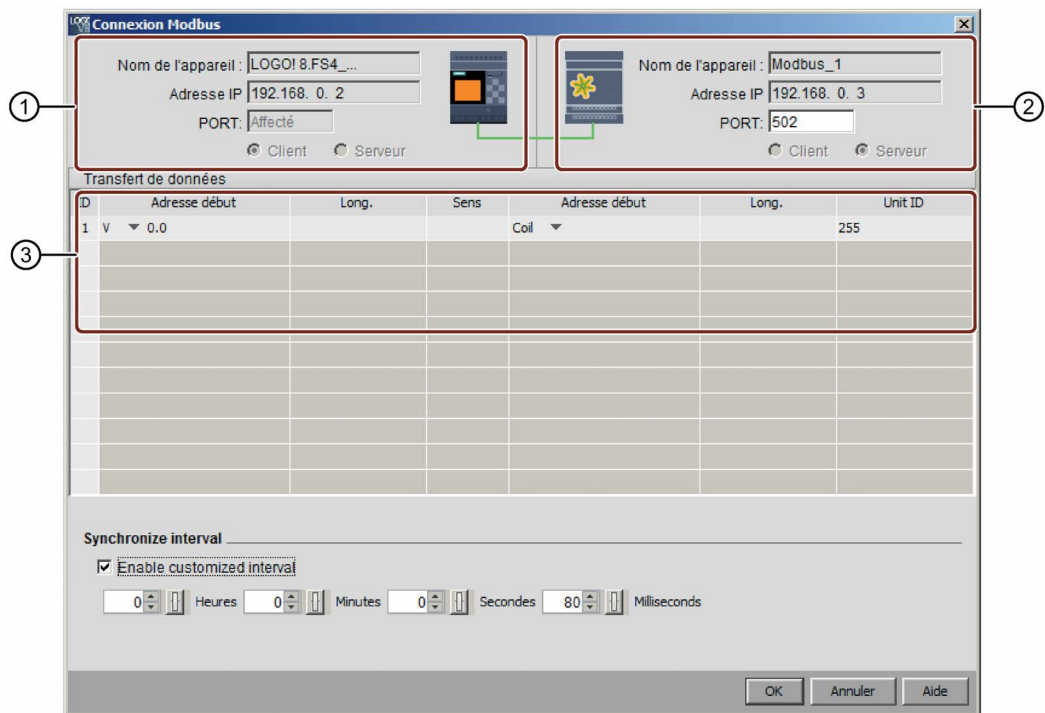 Connexion Modbus
Nom de l'appareil : LOGO! 8.FS4_...
Adresse IP 192.168. 0. 2
PORT: Affecté
Client Serveur
Nom de l'appareil : Modbus_1
Adresse IP 192.168. 0. 3
PORT: 502
Client Serveur
1
2
Transfert de données
ID Adresse début Long. Sens Adresse début Long. Unit ID
1 V 0.0 Coil 255
3
Synchronize interval
Enable customized interval
0 Heures 0 Minutes 0 Secondes 80 Milliseconds
OK Annuler Aide